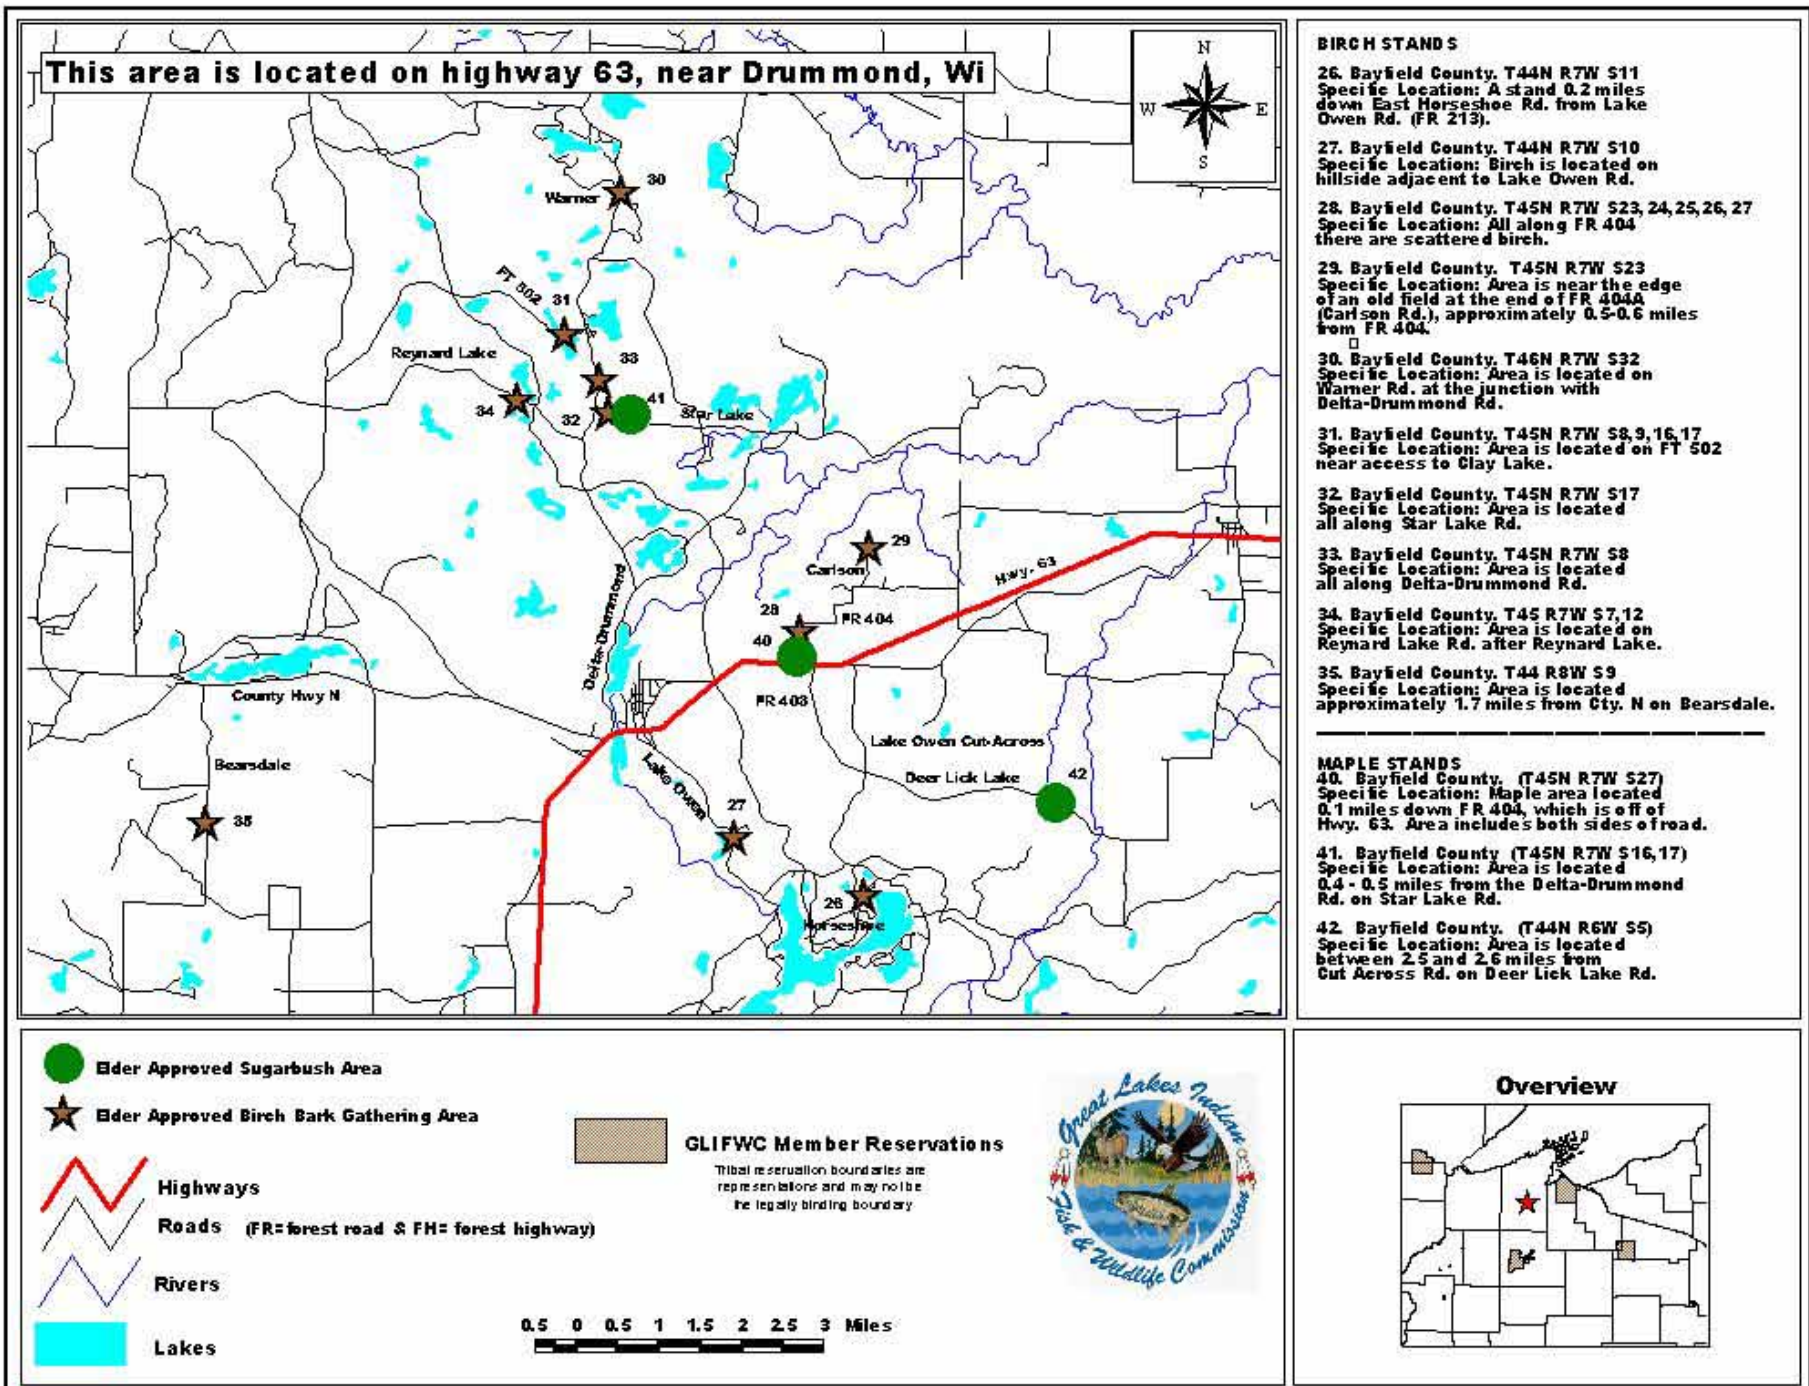 This area is located on highway 63, near Drummond, Wi
N
W
E
S
30
Warner
FT 502
31
Reynard Lake
33
34
32
41
Star Lake
29
Carlson
Hwy. 63
28
FR 404
40
Delta-Drummond
FR 403
County Hwy N
Bearsdale
35
Lake Owen
27
Lake Owen Cut-Across
Deer Lick Lake
42
26
Horseshoe
BIRCH STANDS
26. Bayfield County. T44N R7W S11
Specific Location: A stand 0.2 miles
down East Horseshoe Rd. from Lake
Owen Rd. (FR 213).
27. Bayfield County. T44N R7W S10
Specific Location: Birch is located on
hillside adjacent to Lake Owen Rd.
28. Bayfield County. T45N R7W S23,24,25,26,27
Specific Location: All along FR 404
there are scattered birch.
29. Bayfield County. T45N R7W S23
Specific Location: Area is near the edge
of an old field at the end of FR 404A
(Carlson Rd.), approximately 0.5-0.6 miles
from FR 404.
30. Bayfield County. T46N R7W S32
Specific Location: Area is located on
Warner Rd. at the junction with
Delta-Drummond Rd.
31. Bayfield County. T45N R7W S8,9,16,17
Specific Location: Area is located on FT 502
near access to Clay Lake.
32. Bayfield County. T45N R7W S17
Specific Location: Area is located
all along Star Lake Rd.
33. Bayfield County. T45N R7W S8
Specific Location: Area is located
all along Delta-Drummond Rd.
34. Bayfield County. T45 R7W S7,12
Specific Location: Area is located on
Reynard Lake Rd. after Reynard Lake.
35. Bayfield County. T44 R8W S9
Specific Location: Area is located
approximately 1.7 miles from Cty. N on Bearsdale.
MAPLE STANDS
40. Bayfield County. (T45N R7W S27)
Specific Location: Maple area located
0.1 miles down FR 404, which is off of
Hwy. 63. Area includes both sides of road.
41. Bayfield County (T45N R7W S16,17)
Specific Location: Area is located
0.4 - 0.5 miles from the Delta-Drummond
Rd. on Star Lake Rd.
42. Bayfield County. (T44N R6W S5)
Specific Location: Area is located
between 2.5 and 2.6 miles from
Cut Across Rd. on Deer Lick Lake Rd.
Elder Approved Sugarbush Area
Elder Approved Birch Bark Gathering Area
Highways
Roads (FR=forest road & FH= forest highway)
Rivers
Lakes
GLIFWC Member Reservations
Tribal reservation boundaries are
representations and may not be
the legally binding boundary
0.5 0 0.5 1 1.5 2 2.5 3 Miles
Great Lakes Indian
Fish & Wildlife Commission
Overview